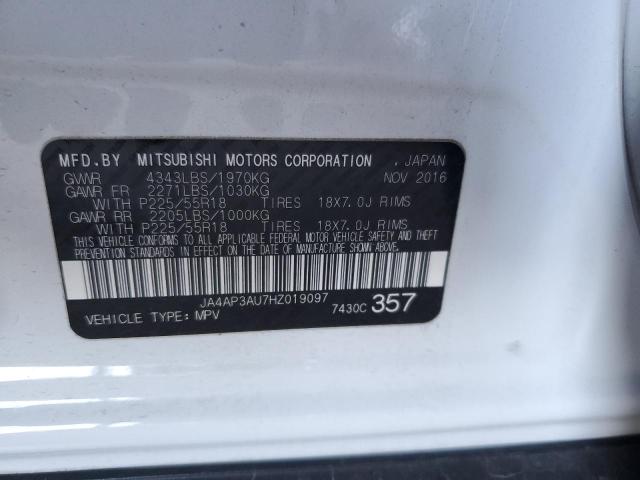 MFD.BY MITSUBISHI MOTORS CORPORATION , JAPAN
GVWR 4343LBS/1970KG NOV 2016
GAWR FR 2271LBS/1030KG
WITH P225/55R18 TIRES 18X7.0J RIMS
GAWR RR 2205LBS/1000KG
WITH P225/55R18 TIRES 18X7.0J RIMS
THIS VEHICLE CONFORMS TO ALL APPLICABLE FEDERAL MOTOR VEHICLE SAFETY AND THEFT
PREVENTION STANDARDS IN EFFECT ON THE DATE OF MANUFACTURE SHOWN ABOVE.
JA4AP3AU7HZ019097
VEHICLE TYPE: MPV 7430C 357